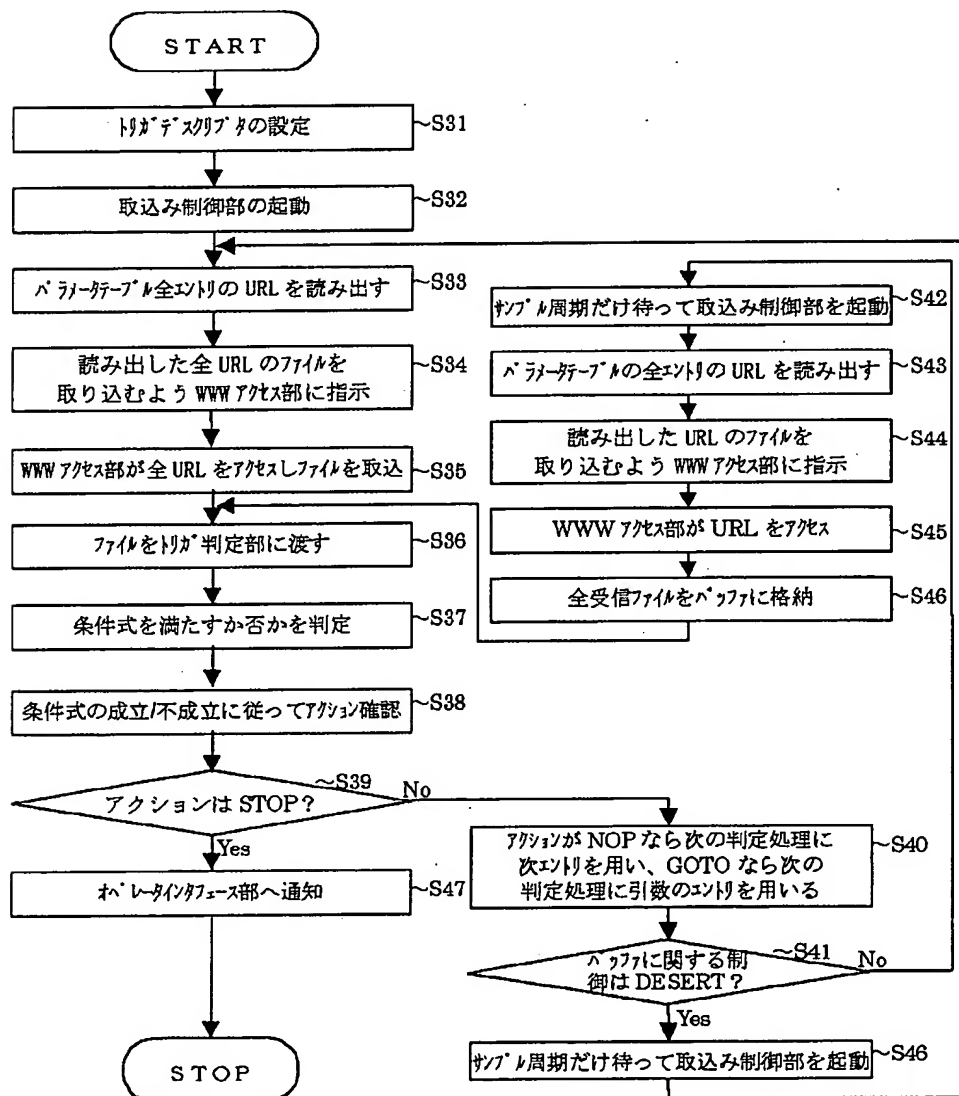 START
トリガデスクリプタの設定
~S31
取込み制御部の起動
~S32
パラメータテーブル全エントリの URL を読み出す
~S33
読み出した全 URL のファイルを
取り込むよう WWW アクセス部に指示
~S34
WWW アクセス部が全 URL をアクセスしファイルを取込
~S35
ファイルをトリガ判定部に渡す
~S36
条件式を満たすか否かを判定
~S37
条件式の成立/不成立に従ってアクション確認
~S38
~S39
アクションは STOP?
No
Yes
オペレータインタフェース部へ通知
~S47
STOP
サンプル周期だけ待って取込み制御部を起動
~S42
パラメータテーブルの全エントリの URL を読み出す
~S43
読み出した URL のファイルを
取り込むよう WWW アクセス部に指示
~S44
WWW アクセス部が URL をアクセス
~S45
全受信ファイルをバッファに格納
~S46
アクションが NOP なら次の判定処理に
次エントリを用い、GOTO なら次の
判定処理に引数のエントリを用いる
~S40
~S41
バッファに関する制
御は DESERT?
No
Yes
サンプル周期だけ待って取込み制御部を起動
~S46